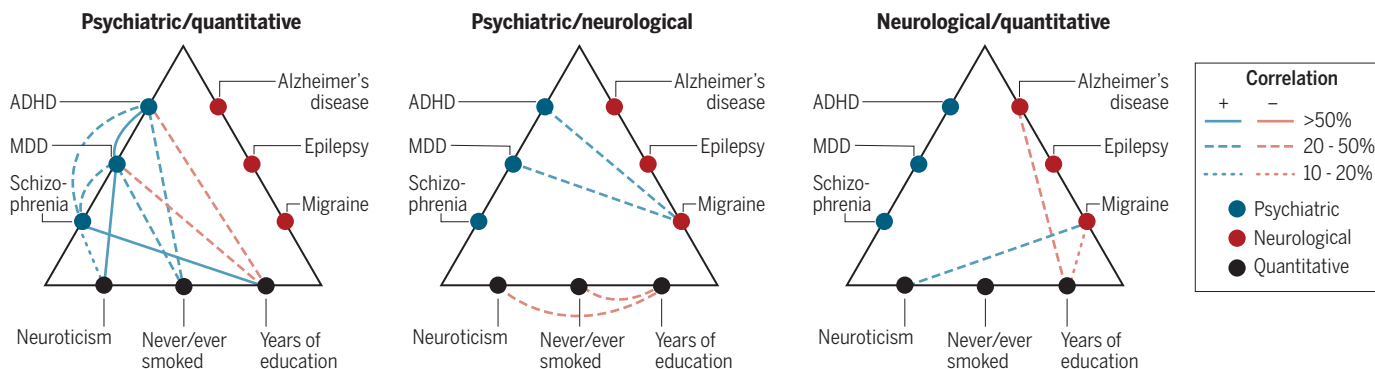 Psychiatric/quantitative
ADHD
MDD
Schizo-
phrenia
Alzheimer's
disease
Epilepsy
Migraine
Neuroticism
Never/ever
smoked
Years of
education
Psychiatric/neurological
ADHD
MDD
Schizo-
phrenia
Alzheimer's
disease
Epilepsy
Migraine
Neuroticism
Never/ever
smoked
Years of
education
Neurological/quantitative
ADHD
MDD
Schizo-
phrenia
Alzheimer's
disease
Epilepsy
Migraine
Neuroticism
Never/ever
smoked
Years of
education
Correlation
+ –
>50%
20 - 50%
10 - 20%
Psychiatric
Neurological
Quantitative